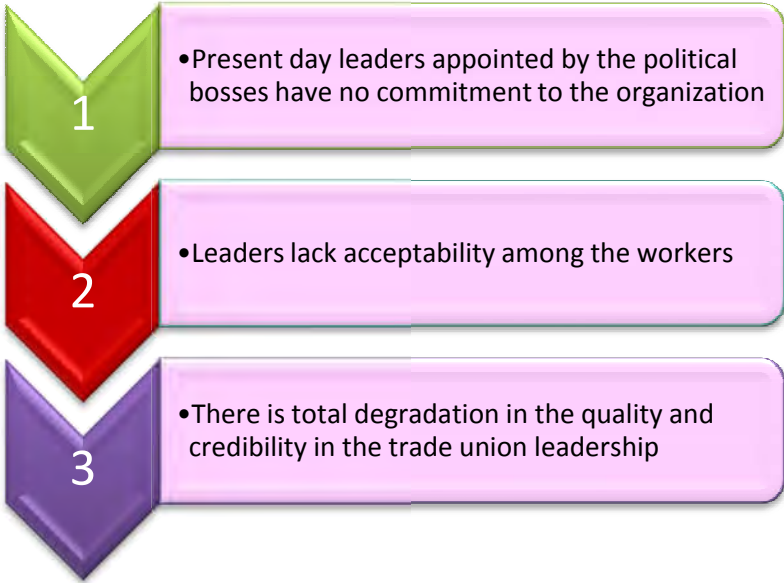 1
•Present day leaders appointed by the political
bosses have no commitment to the organization
2
•Leaders lack acceptability among the workers
3
•There is total degradation in the quality and
credibility in the trade union leadership